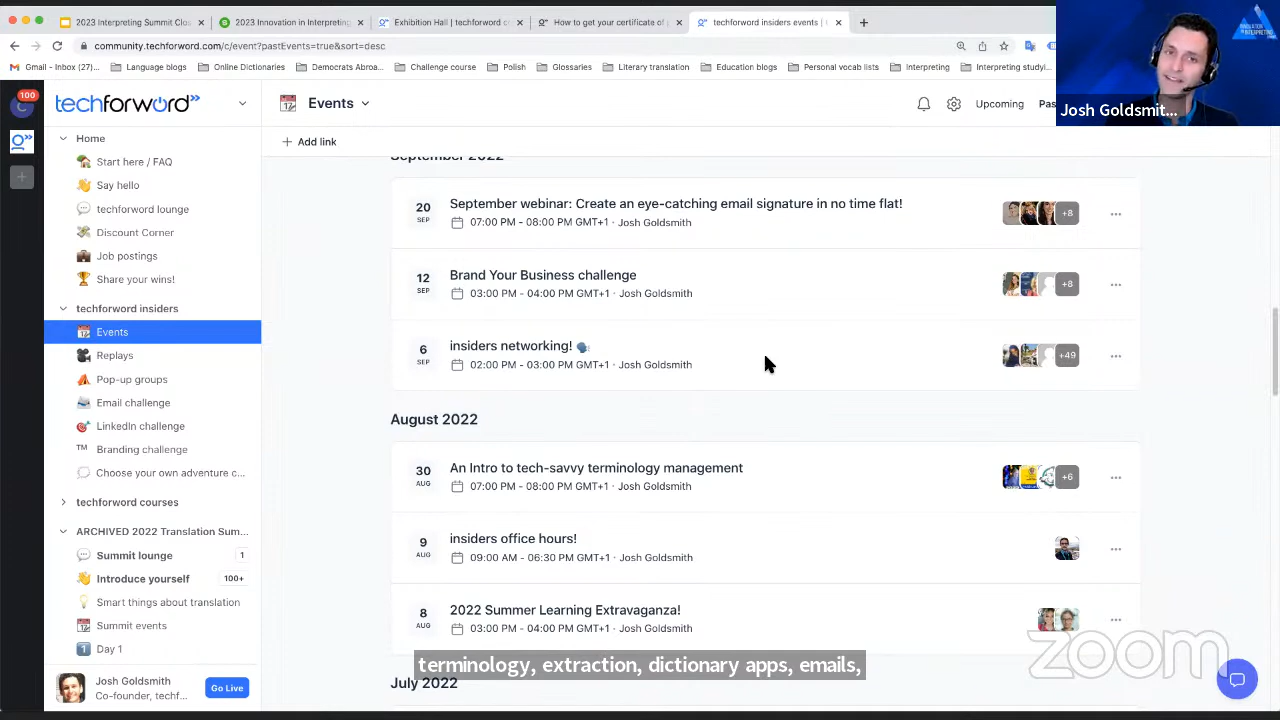 2023 Interpreting Summit Clo
2023 Innovation in Interpreting
Exhibition Hall | techforword c
How to get your certificate of
techforword insiders events |
community.techforword.com/c/event?pastEvents=true&sort=desc
Gmail - Inbox (27)...
Language blogs
Online Dictionaries
Democrats Abroa...
Challenge course
Polish
Glossaries
Literary translation
Education blogs
Personal vocab lists
Interpreting
Interpreting studyi
Josh Goldsmit...
100
C
techforword
Events
Upcoming
Pas
Add link
Home
Start here / FAQ
Say hello
techforword lounge
Discount Corner
Job postings
Share your wins!
techforword insiders
Events
Replays
Pop-up groups
Email challenge
LinkedIn challenge
TM Branding challenge
Choose your own adventure c...
techforword courses
ARCHIVED 2022 Translation Sum...
Summit lounge 1
Introduce yourself 100+
Smart things about translation
Summit events
Day 1
Josh Goldsmith
Co-founder, techf...
Go Live
September 2022
20 SEP
September webinar: Create an eye-catching email signature in no time flat!
07:00 PM - 08:00 PM GMT+1 · Josh Goldsmith
+8
12 SEP
Brand Your Business challenge
03:00 PM - 04:00 PM GMT+1 · Josh Goldsmith
+8
6 SEP
insiders networking!
02:00 PM - 03:00 PM GMT+1 · Josh Goldsmith
+49
August 2022
30 AUG
An Intro to tech-savvy terminology management
07:00 PM - 08:00 PM GMT+1 · Josh Goldsmith
+6
9 AUG
insiders office hours!
09:00 AM - 06:30 PM GMT+1 · Josh Goldsmith
8 AUG
2022 Summer Learning Extravaganza!
03:00 PM - 04:00 PM GMT+1 · Josh Goldsmith
terminology, extraction, dictionary apps, emails,
July 2022
zoom